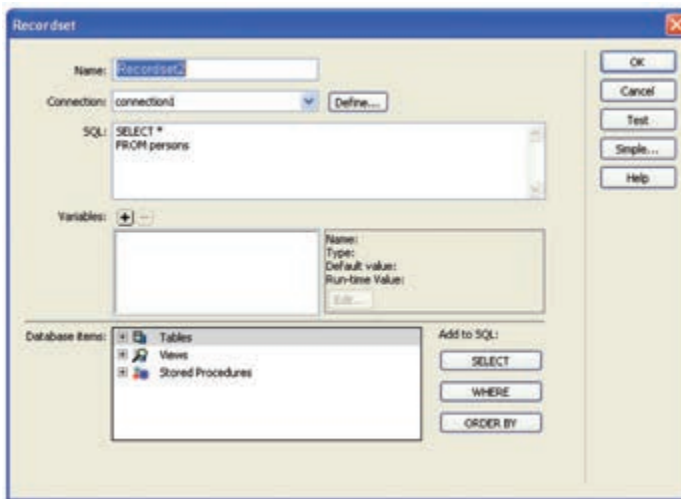 Recordset
Name: Recordset2
Connection: connection1 Define...
SQL: SELECT *
FROM persons
Variables: + -
Name:
Type:
Default value:
Run-time Value:
Edit...
Database items: Tables
Views
Stored Procedures
Add to SQL:
SELECT
WHERE
ORDER BY
OK
Cancel
Test
Simple...
Help